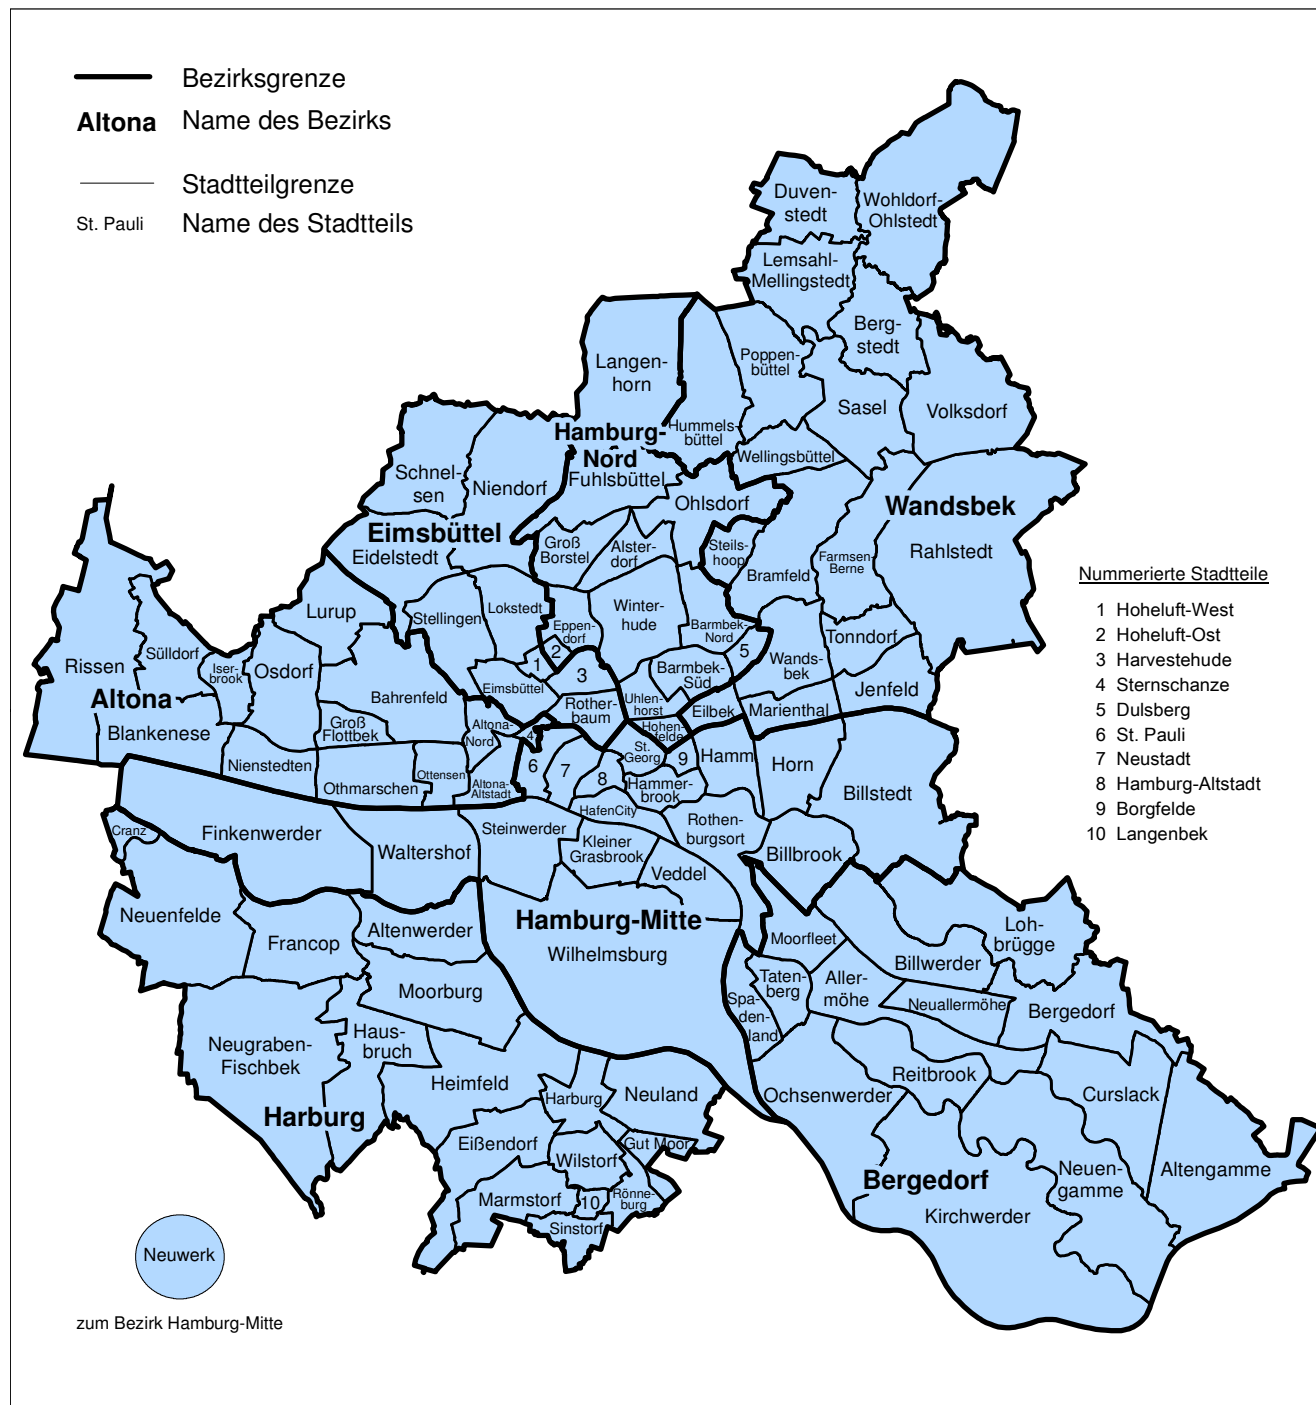 Bezirksgrenze
Altona
Name des Bezirks
Stadtteilgrenze
St. Pauli
Name des Stadtteils
Duven-
stedt
Wohldorf-
Ohlstedt
Lemsahl-
Mellingstedt
Berg-
stedt
Poppen-
büttel
Langen-
horn
Sasel
Volksdorf
Hummels-
büttel
Hamburg-
Nord
Wellingsbüttel
Fuhlsbüttel
Schnel-
sen
Niendorf
Ohlsdorf
Wandsbek
Eimsbüttel
Eidelstedt
Groß
Borstel
Alster-
dorf
Steils-
hoop
Bramfeld
Farmsen-
Berne
Rahlstedt
Nummerierte Stadtteile
1 Hoheluft-West
2 Hoheluft-Ost
3 Harvestehude
4 Sternschanze
5 Dulsberg
6 St. Pauli
7 Neustadt
8 Hamburg-Altstadt
9 Borgfelde
10 Langenbek
Lurup
Stellingen
Lokstedt
Eppen-
dorf
Winter-
hude
Barmbek-
Nord
Tonndorf
5
Wands-
bek
Rissen
Sülldorf
Iser-
brook
Osdorf
1
2
3
Eimsbüttel
Barmbek-
Süd
Jenfeld
Altona
Bahrenfeld
Rother-
baum
Uhlen-
horst
Eilbek
Marienthal
Blankenese
Groß
Flottbek
Altona-
Nord
4
Hohen-
felde
Nienstedten
Othmarschen
Ottensen
Altona-
Altstadt
6
7
8
St.
Georg
9
Hamm
Horn
Hammer-
brook
Billstedt
HafenCity
Cranz
Finkenwerder
Waltershof
Steinwerder
Kleiner
Grasbrook
Rothen-
burgsort
Billbrook
Veddel
Neuenfelde
Francop
Altenwerder
Hamburg-Mitte
Wilhelmsburg
Moorfleet
Loh-
brügge
Billwerder
Moorburg
Spa-
den-
land
Taten-
berg
Aller-
möhe
Neuallermöhe
Bergedorf
Neugraben-
Fischbek
Haus-
bruch
Heimfeld
Harburg
Neuland
Ochsenwerder
Reitbrook
Curslack
Harburg
Eißendorf
Gut Moor
Wilstorf
Neuen-
gamme
Altengamme
Bergedorf
Marmstorf
10
Rönne-
burg
Kirchwerder
Sinstorf
Neuwerk
zum Bezirk Hamburg-Mitte